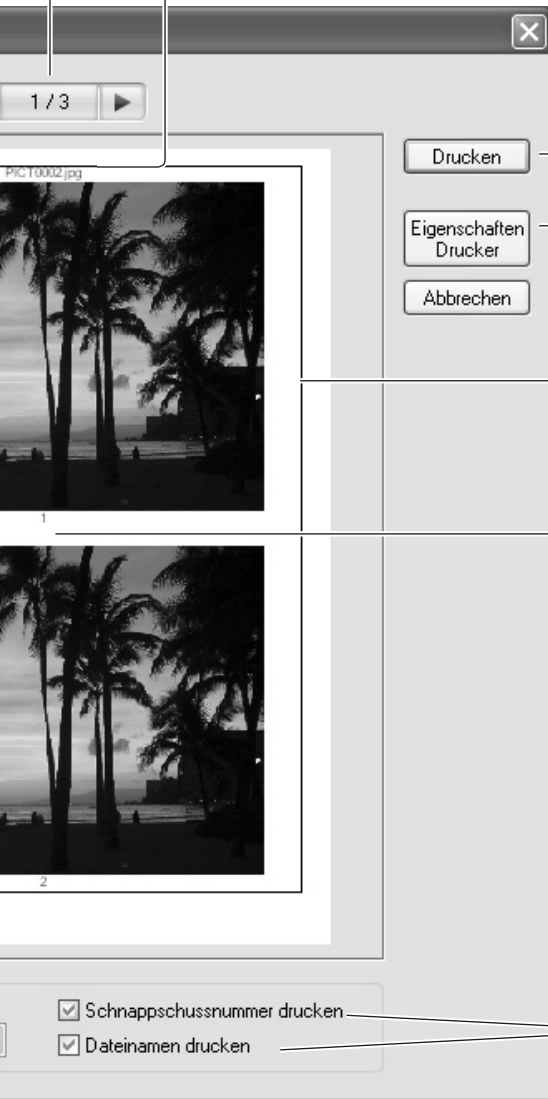 1 / 3
PICT0002.jpg
Drucken
Eigenschaften
Drucker
Abbrechen
1
2
Schnappschussnummer drucken
Dateinamen drucken